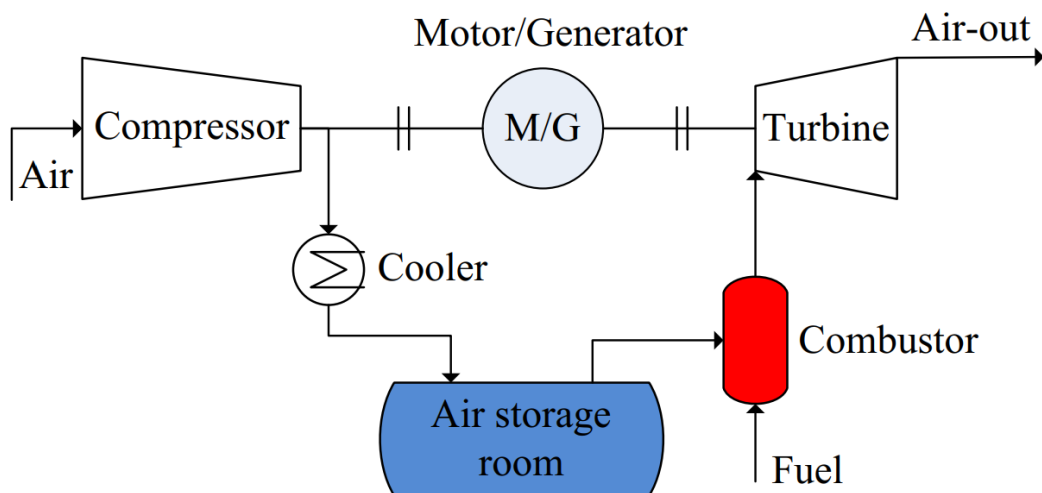 Motor/Generator
Air-out
Compressor
M/G
Turbine
Air
Cooler
Combustor
Air storage
room
Fuel